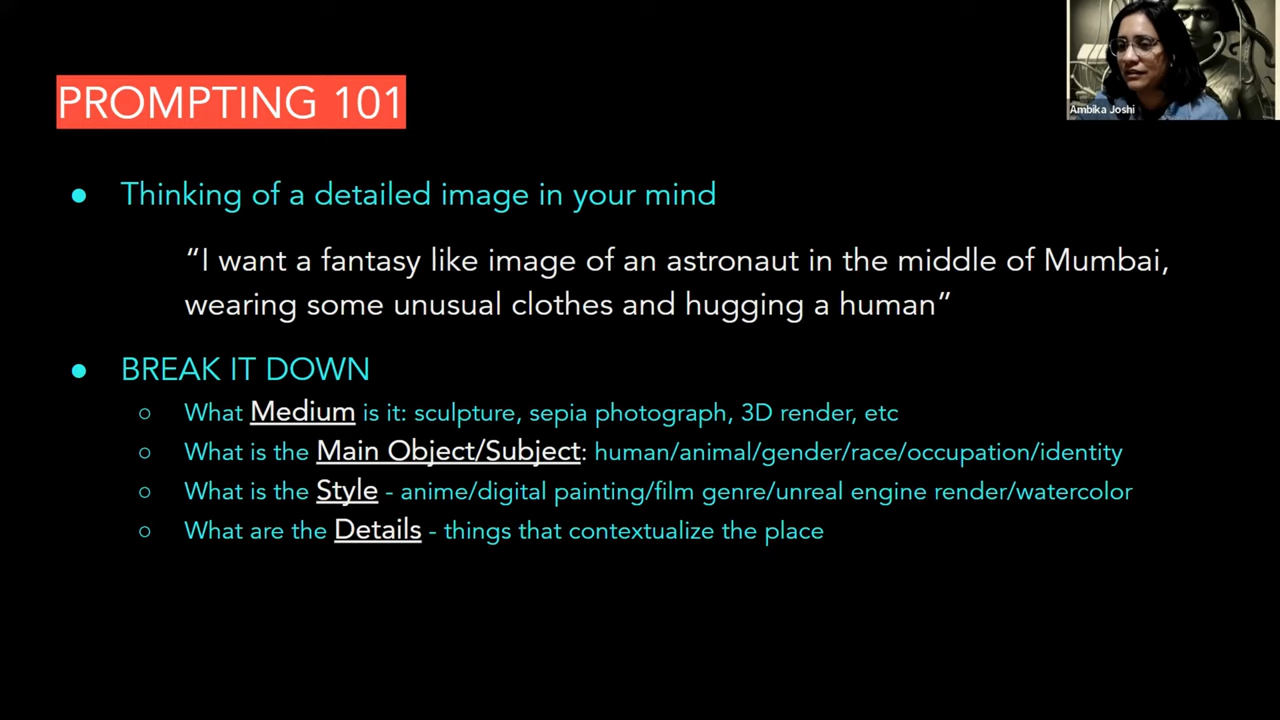 PROMPTING 101
Ambika Joshi
● Thinking of a detailed image in your mind
“I want a fantasy like image of an astronaut in the middle of Mumbai,
wearing some unusual clothes and hugging a human”
● BREAK IT DOWN
○ What Medium is it: sculpture, sepia photograph, 3D render, etc
○ What is the Main Object/Subject: human/animal/gender/race/occupation/identity
○ What is the Style - anime/digital painting/film genre/unreal engine render/watercolor
○ What are the Details - things that contextualize the place